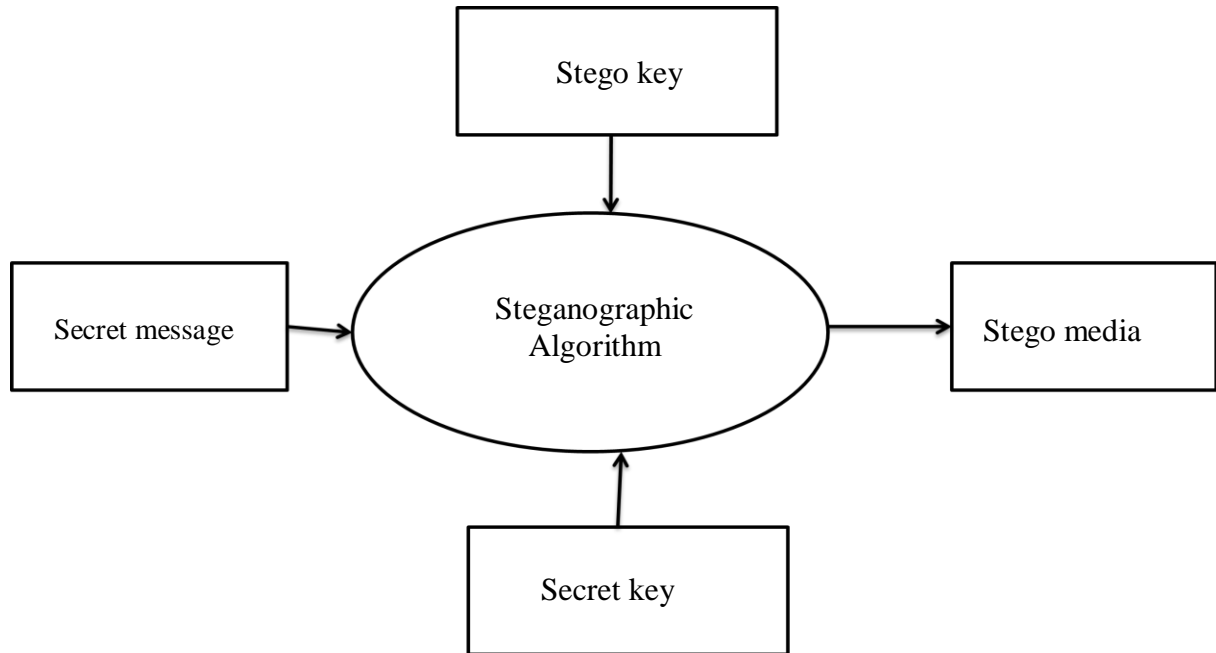 Stego key
Secret message
Steganographic
Algorithm
Stego media
Secret key